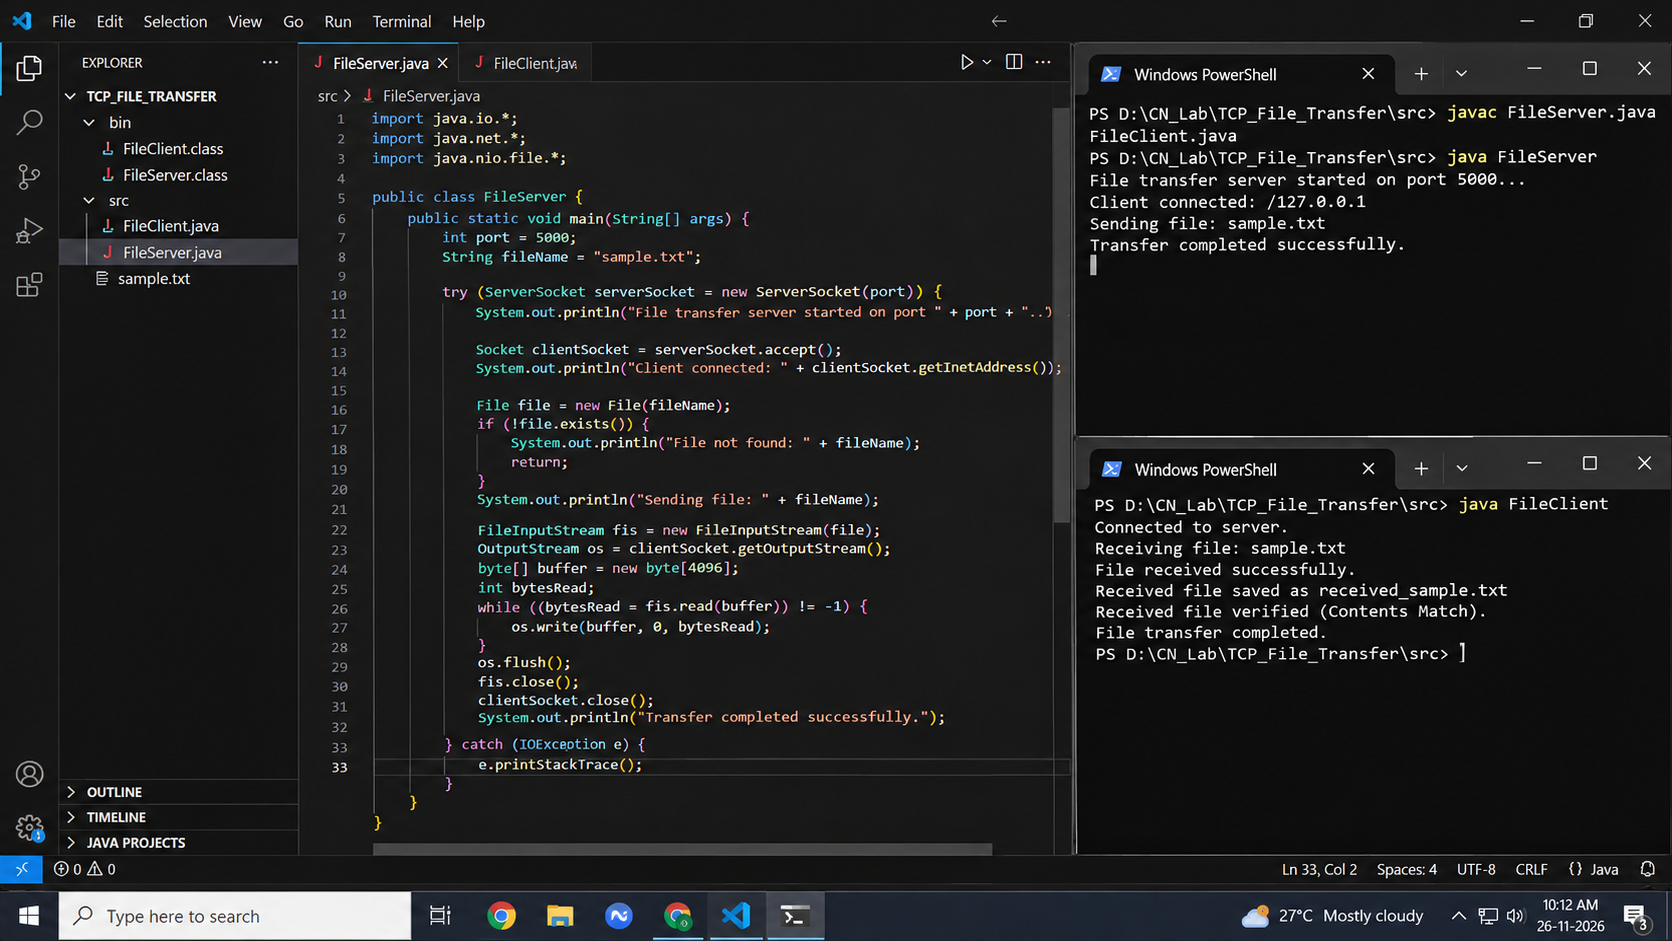 File Edit Selection View Go Run Terminal Help
EXPLORER
TCP_FILE_TRANSFER
bin
FileClient.class
FileServer.class
src
FileClient.java
FileServer.java
sample.txt
OUTLINE
TIMELINE
JAVA PROJECTS
FileServer.java
FileClient.java
src > FileServer.java
1 import java.io.*;
2 import java.net.*;
3 import java.nio.file.*;
4
5 public class FileServer {
6 public static void main(String[] args) {
7 int port = 5000;
8 String fileName = "sample.txt";
9
10 try (ServerSocket serverSocket = new ServerSocket(port)) {
11 System.out.println("File transfer server started on port " + port + "..")
12
13 Socket clientSocket = serverSocket.accept();
14 System.out.println("Client connected: " + clientSocket.getInetAddress());
15
16 File file = new File(fileName);
17 if (!file.exists()) {
18 System.out.println("File not found: " + fileName);
19 return;
20 }
21 System.out.println("Sending file: " + fileName);
22 FileInputStream fis = new FileInputStream(file);
23 OutputStream os = clientSocket.getOutputStream();
24 byte[] buffer = new byte[4096];
25 int bytesRead;
26 while ((bytesRead = fis.read(buffer)) != -1) {
27 os.write(buffer, 0, bytesRead);
28 }
29 os.flush();
30 fis.close();
31 clientSocket.close();
32 System.out.println("Transfer completed successfully.");
33 } catch (IOException e) {
33 e.printStackTrace();
}
}
}
Windows PowerShell
PS D:\CN_Lab\TCP_File_Transfer\src> javac FileServer.java
FileClient.java
PS D:\CN_Lab\TCP_File_Transfer\src> java FileServer
File transfer server started on port 5000...
Client connected: /127.0.0.1
Sending file: sample.txt
Transfer completed successfully.
Windows PowerShell
PS D:\CN_Lab\TCP_File_Transfer\src> java FileClient
Connected to server.
Receiving file: sample.txt
File received successfully.
Received file saved as received_sample.txt
Received file verified (Contents Match).
File transfer completed.
PS D:\CN_Lab\TCP_File_Transfer\src>
0 0
Ln 33, Col 2 Spaces: 4 UTF-8 CRLF {} Java
Type here to search
27°C Mostly cloudy
10:12 AM
26-11-2026
3